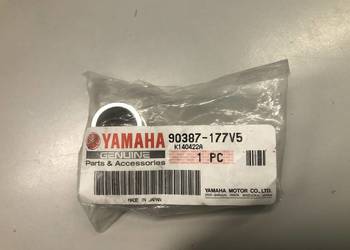 YAMAHA 90387-177V5
GENUINE K140422A
Parts & Accessories 1 PC
YAMAHA MOTOR CO.,LTD.
MADE IN JAPAN